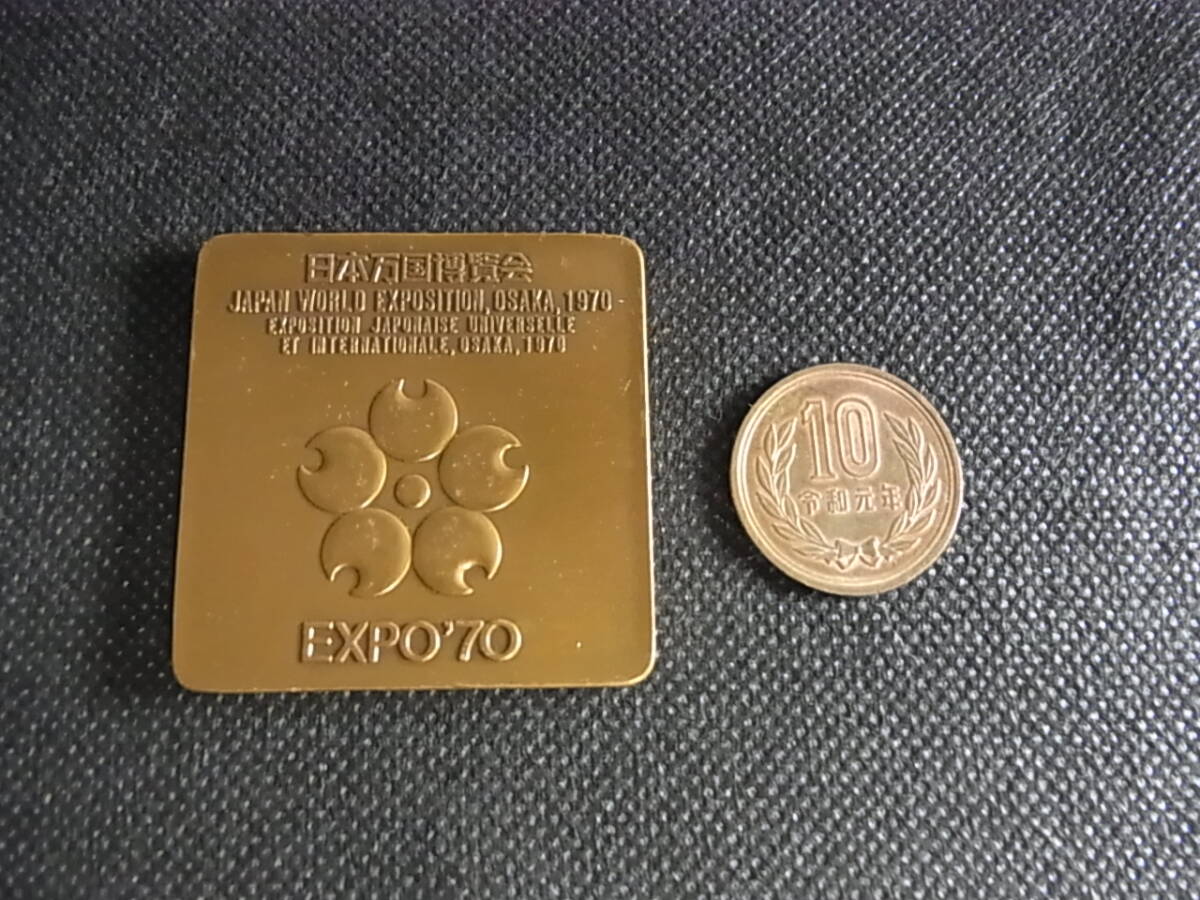 日本万国博覧会
JAPAN WORLD EXPOSITION, OSAKA, 1970
EXPOSITION JAPONAISE UNIVERSELLE
ET INTERNATIONALE, OSAKA, 1970
EXPO'70
10
令和元年